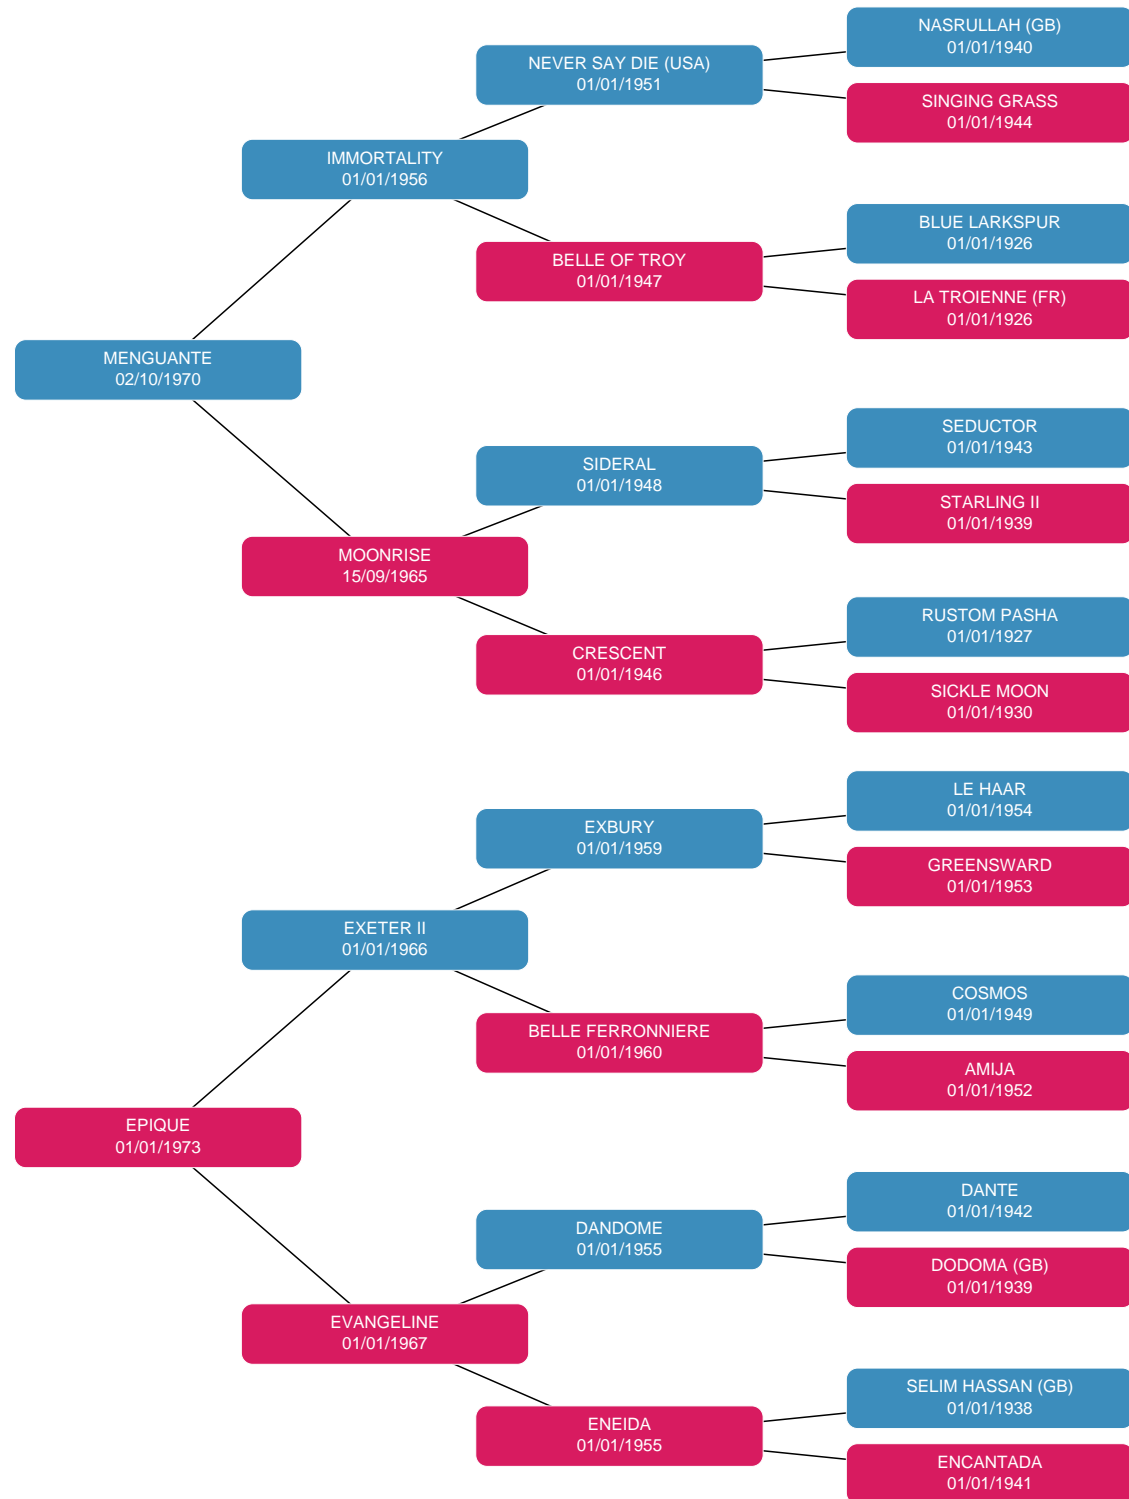 NASRULLAH (GB)
01/01/1940
NEVER SAY DIE (USA)
01/01/1951
SINGING GRASS
01/01/1944
IMMORTALITY
01/01/1956
BLUE LARKSPUR
01/01/1926
BELLE OF TROY
01/01/1947
LA TROIENNE (FR)
01/01/1926
MENGUANTE
02/10/1970
SEDUCTOR
01/01/1943
SIDERAL
01/01/1948
STARLING II
01/01/1939
MOONRISE
15/09/1965
RUSTOM PASHA
01/01/1927
CRESCENT
01/01/1946
SICKLE MOON
01/01/1930
LE HAAR
01/01/1954
EXBURY
01/01/1959
GREENSWARD
01/01/1953
EXETER II
01/01/1966
COSMOS
01/01/1949
BELLE FERRONNIERE
01/01/1960
AMIJA
01/01/1952
EPIQUE
01/01/1973
DANTE
01/01/1942
DANDOME
01/01/1955
DODOMA (GB)
01/01/1939
EVANGELINE
01/01/1967
SELIM HASSAN (GB)
01/01/1938
ENEIDA
01/01/1955
ENCANTADA
01/01/1941